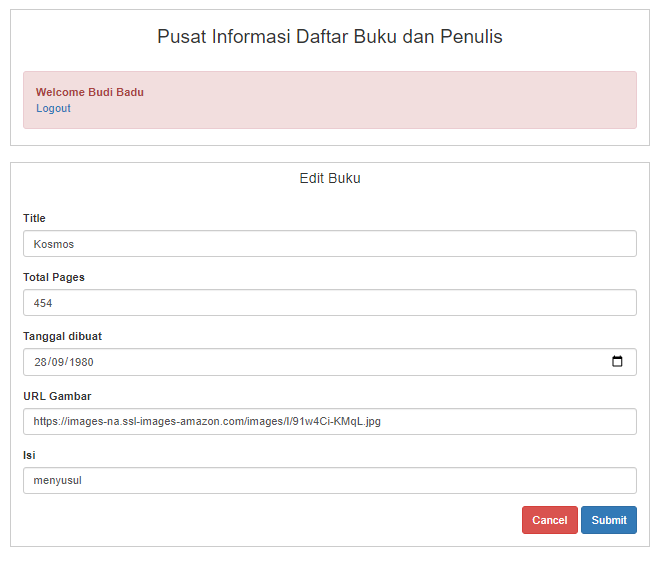 Pusat Informasi Daftar Buku dan Penulis
Welcome Budi Badu
Logout
Edit Buku
Title
Kosmos
Total Pages
454
Tanggal dibuat
28/09/1980
URL Gambar
https://images-na.ssl-images-amazon.com/images/I/91w4Ci-KMqL.jpg
Isi
menyusul
Cancel Submit